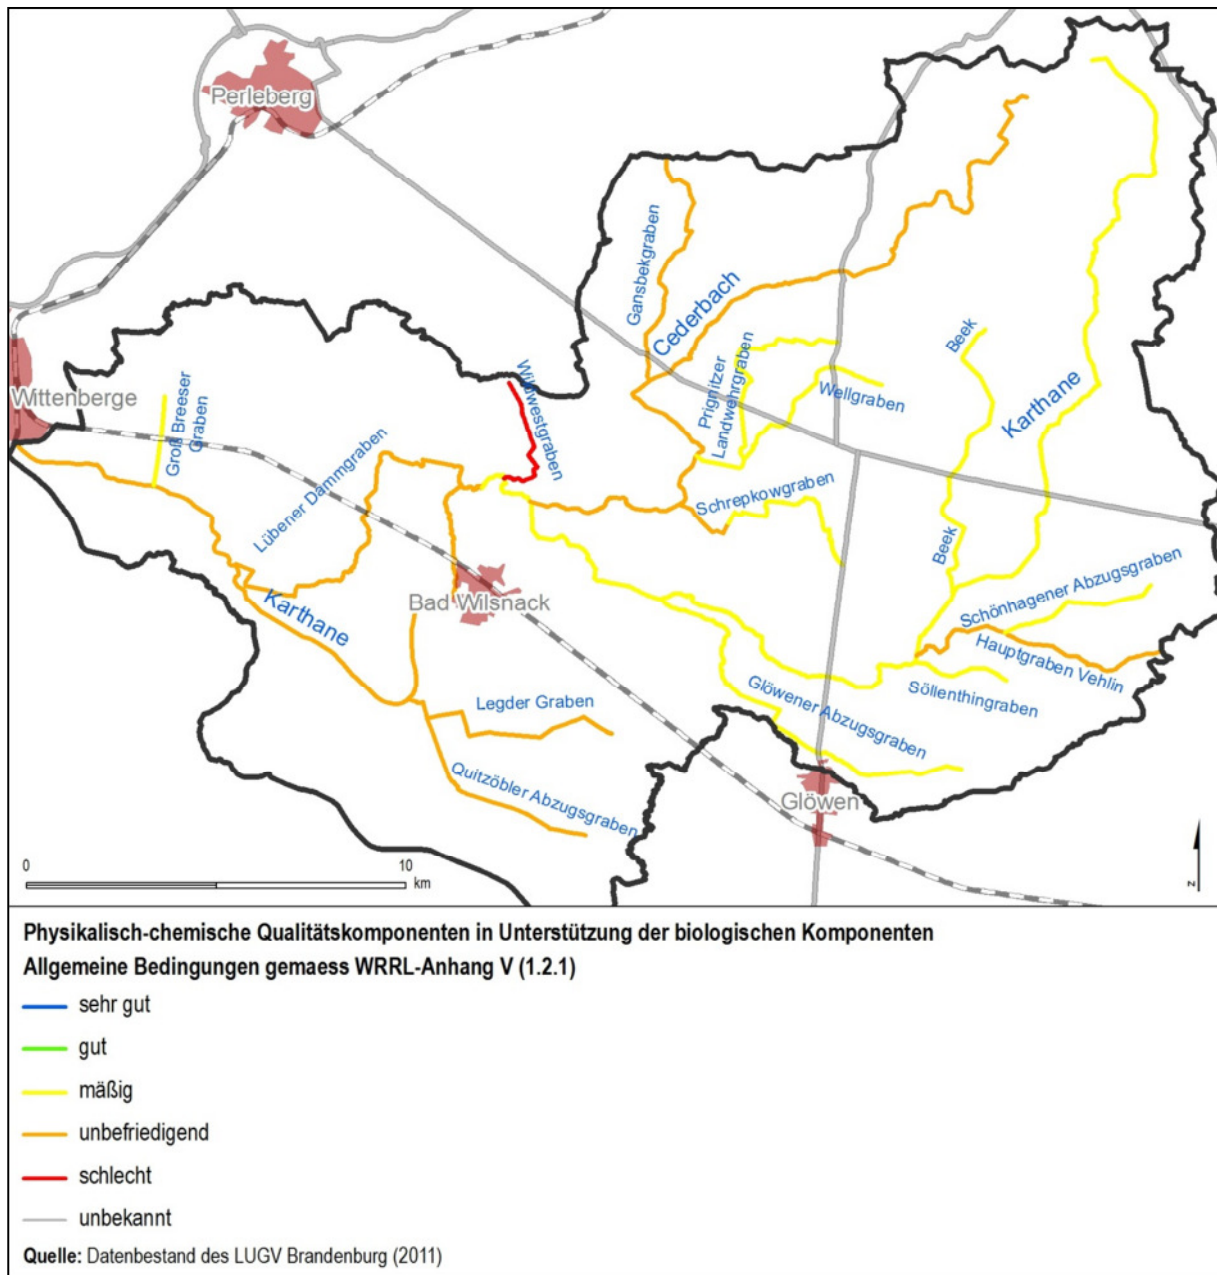 Perleberg
Gansbekgraben
Cederbach
Beek
Wittenberge
Groß Breeser
Graben
Wildwestgraben
Prignitzer
Landwehrgraben
Wellgraben
Karthane
Lübener Dammgraben
Schrepkowgraben
Beek
Schönhagener Abzugsgraben
Karthane
Bad Wilsnack
Hauptgraben Vehlin
Legder Graben
Glöwener Abzugsgraben
Söllenthingraben
Quitzöbler Abzugsgraben
Glöwen
0 10
km
N
Physikalisch-chemische Qualitätskomponenten in Unterstützung der biologischen Komponenten
Allgemeine Bedingungen gemaess WRRL-Anhang V (1.2.1)
sehr gut
gut
mäßig
unbefriedigend
schlecht
unbekannt
Quelle: Datenbestand des LUGV Brandenburg (2011)